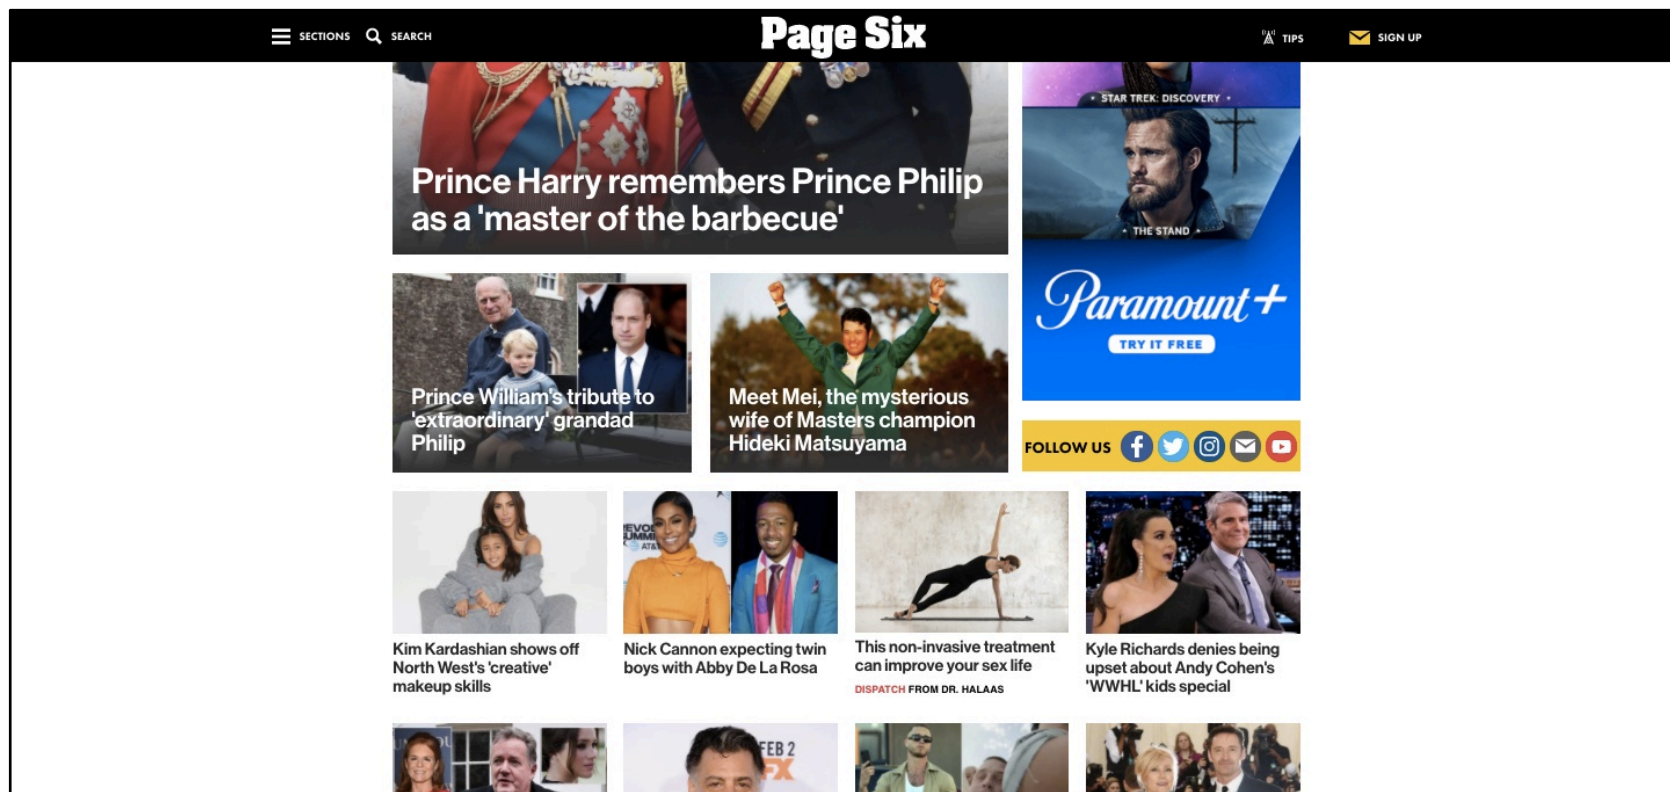 SECTIONS
SEARCH
Page Six
TIPS
SIGN UP
Prince Harry remembers Prince Philip
as a 'master of the barbecue'
• STAR TREK: DISCOVERY •
• THE STAND •
Paramount+
TRY IT FREE
Prince William's tribute to
'extraordinary' grandad
Philip
Meet Mei, the mysterious
wife of Masters champion
Hideki Matsuyama
FOLLOW US
AT&T
Kim Kardashian shows off
North West's 'creative'
makeup skills
Nick Cannon expecting twin
boys with Abby De La Rosa
This non-invasive treatment
can improve your sex life
DISPATCH FROM DR. HALAAS
Kyle Richards denies being
upset about Andy Cohen's
'WWHL' kids special
FEB 2
FX